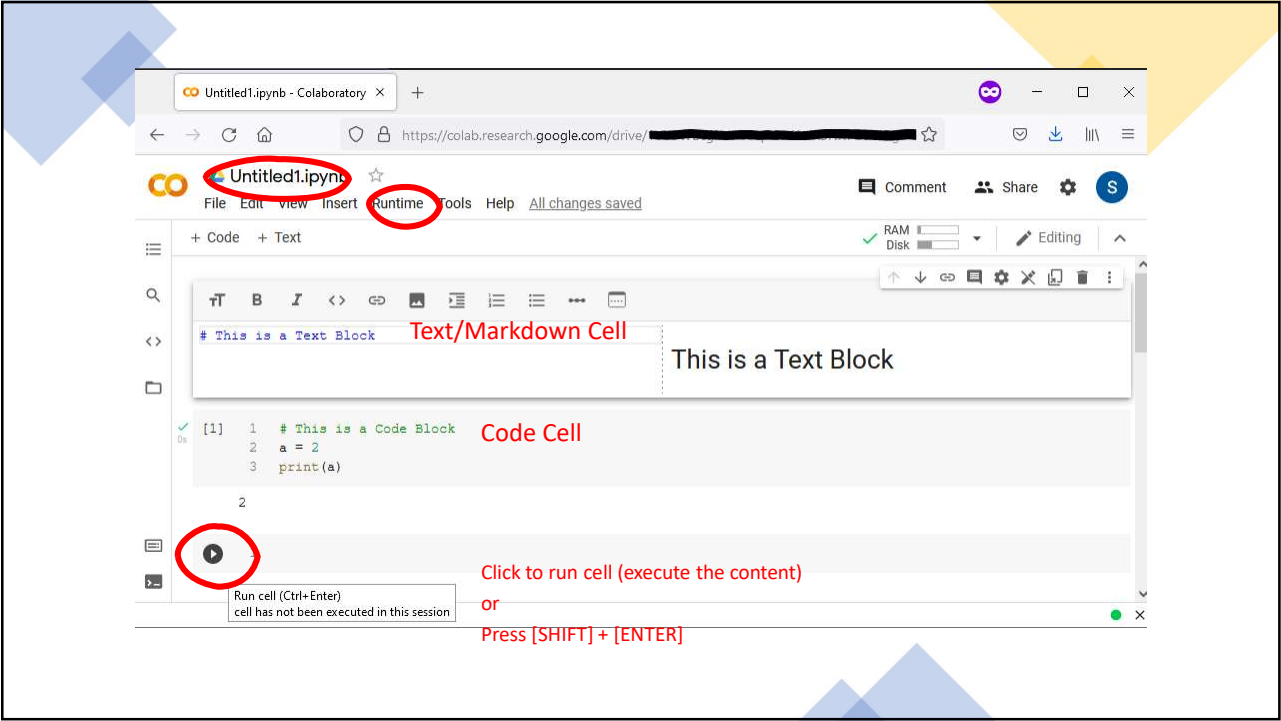 Untitled1.ipynb - Colaboratory
https://colab.research.google.com/drive/
Untitled1.ipynb
File Edit View Insert Runtime Tools Help All changes saved
Comment Share S
+ Code + Text
RAM
Disk
Editing
# This is a Text Block
Text/Markdown Cell
This is a Text Block
[1] 1 # This is a Code Block
2 a = 2
3 print(a)
0s
Code Cell
2
Run cell (Ctrl+Enter)
cell has not been executed in this session
Click to run cell (execute the content)
or
Press [SHIFT] + [ENTER]